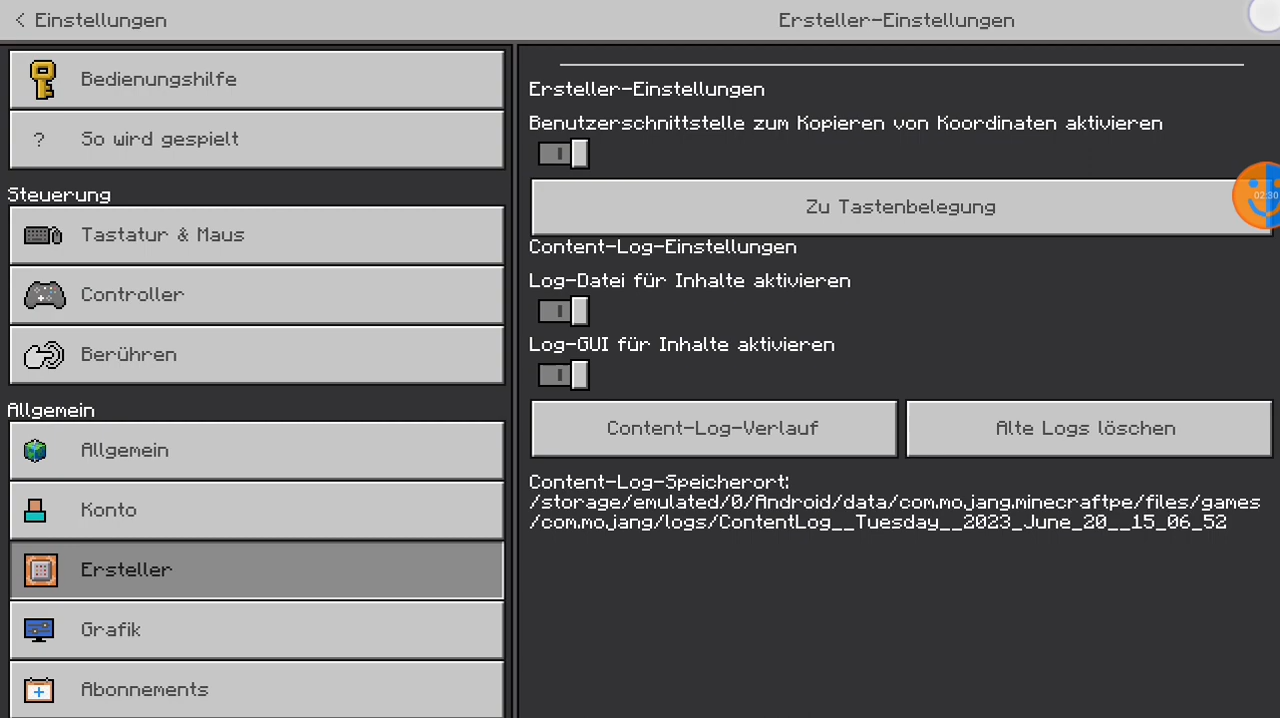 < Einstellungen
Ersteller-Einstellungen
Bedienungshilfe
? So wird gespielt
Steuerung
Tastatur & Maus
Controller
Berühren
Allgemein
Allgemein
Konto
Ersteller
Grafik
Abonnements
Ersteller-Einstellungen
Benutzerschnittstelle zum Kopieren von Koordinaten aktivieren
Zu Tastenbelegung
02:30
Content-Log-Einstellungen
Log-Datei für Inhalte aktivieren
Log-GUI für Inhalte aktivieren
Content-Log-Verlauf
Alte Logs löschen
Content-Log-Speicherort:
/storage/emulated/0/Android/data/com.mojang.minecraftpe/files/games
/com.mojang/logs/ContentLog__Tuesday__2023_June_20__15_06_52